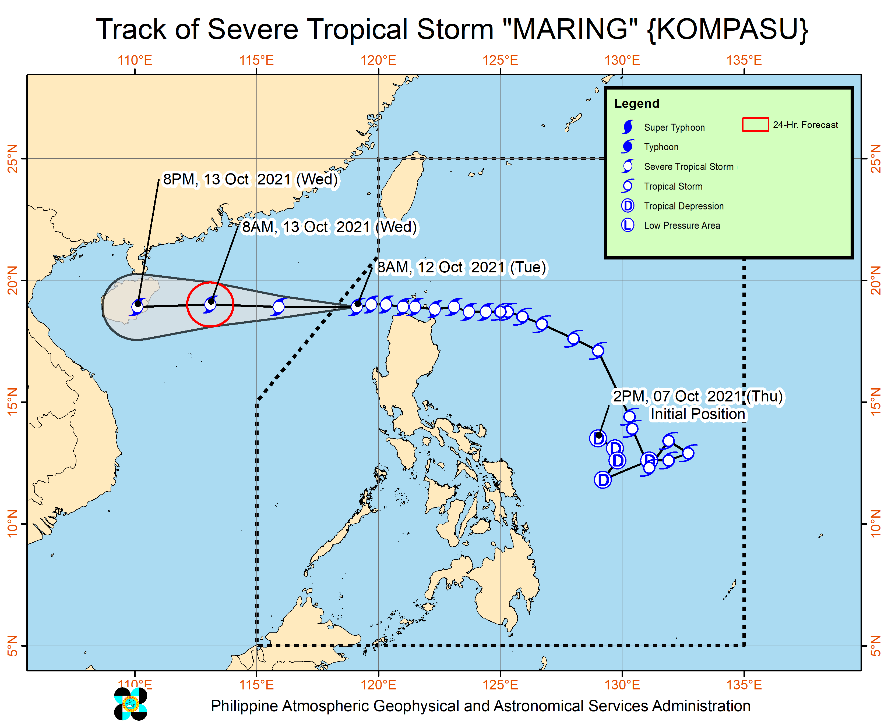 Track of Severe Tropical Storm "MARING" {KOMPASU}
110°E 115°E 120°E 125°E 130°E 135°E
Legend
Super Typhoon
24-Hr. Forecast
Typhoon
Severe Tropical Storm
Tropical Storm
D Tropical Depression
L Low Pressure Area
25°N 25°N
8PM, 13 Oct 2021 (Wed)
8AM, 13 Oct 2021 (Wed)
8AM, 12 Oct 2021 (Tue)
20°N 20°N
2PM, 07 Oct 2021 (Thu)
Initial Position
15°N 15°N
D
D
D
D
D
10°N 10°N
5°N 5°N
110°E 115°E 120°E 125°E 130°E 135°E
Philippine Atmospheric Geophysical and Astronomical Services Administration